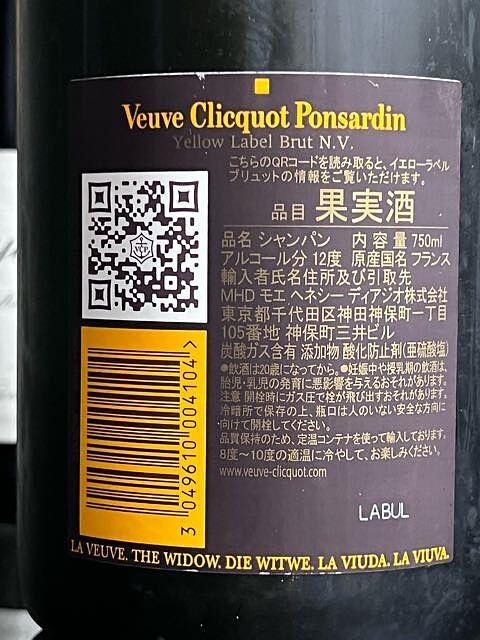 Veuve Clicquot Ponsardin
Yellow Label Brut N.V.
こちらのQRコードを読み取ると、イエローラベル
ブリュットの情報をご覧いただけます。
VCP
品目 果実酒
品名 シャンパン 内容量 750ml
アルコール分 12度 原産国名 フランス
輸入者氏名住所及び引取先
MHD モエ ヘネシー ディアジオ株式会社
東京都千代田区神田神保町一丁目
105番地 神保町三井ビル
炭酸ガス含有 添加物 酸化防止剤(亜硫酸塩)
●飲酒は20歳になってから。●妊娠中や授乳期の飲酒は、
胎児・乳児の発育に悪影響を与えるおそれがあります。
注意 開栓時にガス圧で栓が飛び出すおそれがあります。
冷暗所で保存の上、瓶口は人のいない安全な方向に
向けて開栓してください。
品質保持のため、定温コンテナを使って輸入しております。
8度〜10度の適温に冷やして、お楽しみください。
www.veuve-clicquot.com
3 049610 004104 >
LABUL
LA VEUVE. THE WIDOW. DIE WITWE. LA VIUDA. LA VIUVA.